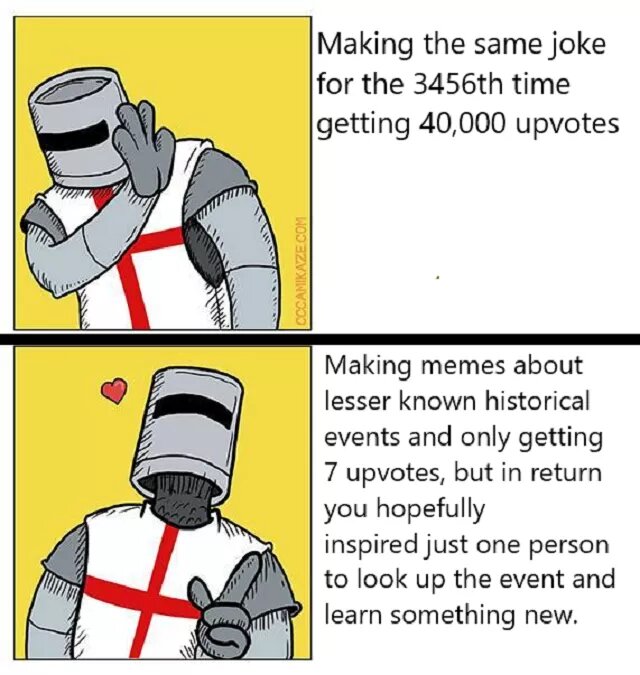 Making the same joke
for the 3456th time
getting 40,000 upvotes
CCCAMIKAZE.COM
Making memes about
lesser known historical
events and only getting
7 upvotes, but in return
you hopefully
inspired just one person
to look up the event and
learn something new.